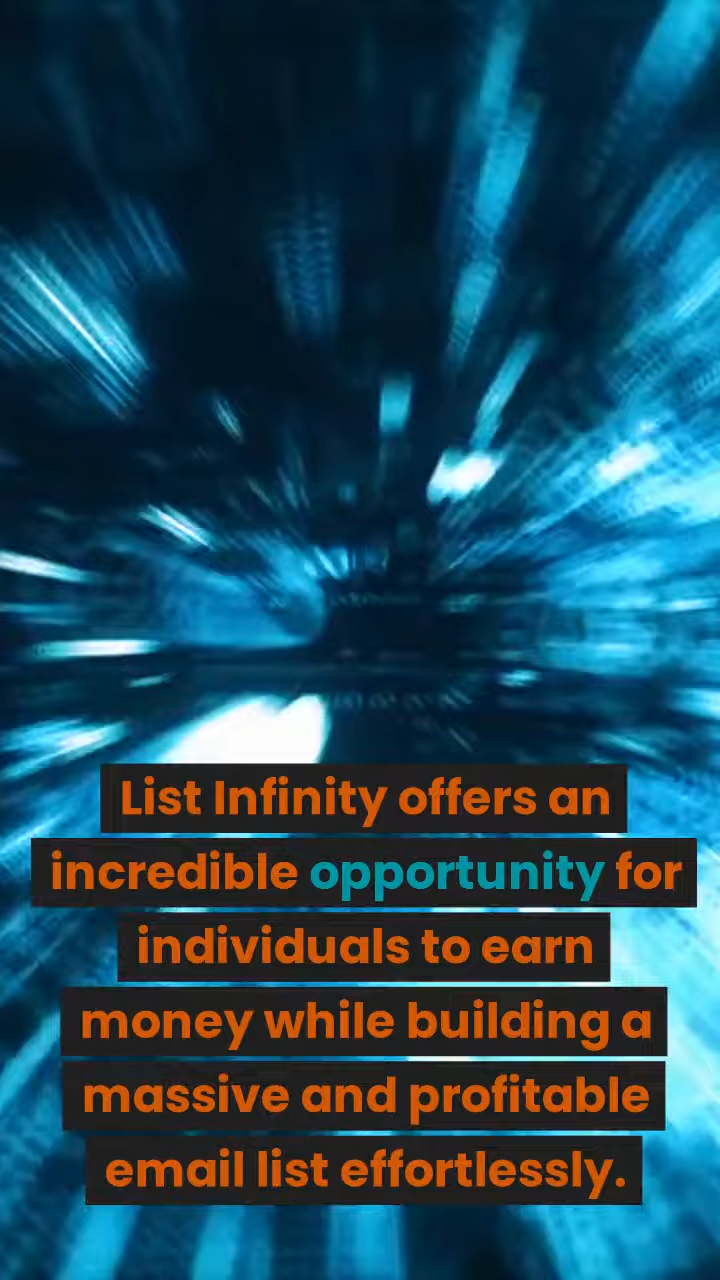 List Infinity offers an
incredible opportunity for
individuals to earn
money while building a
massive and profitable
email list effortlessly.